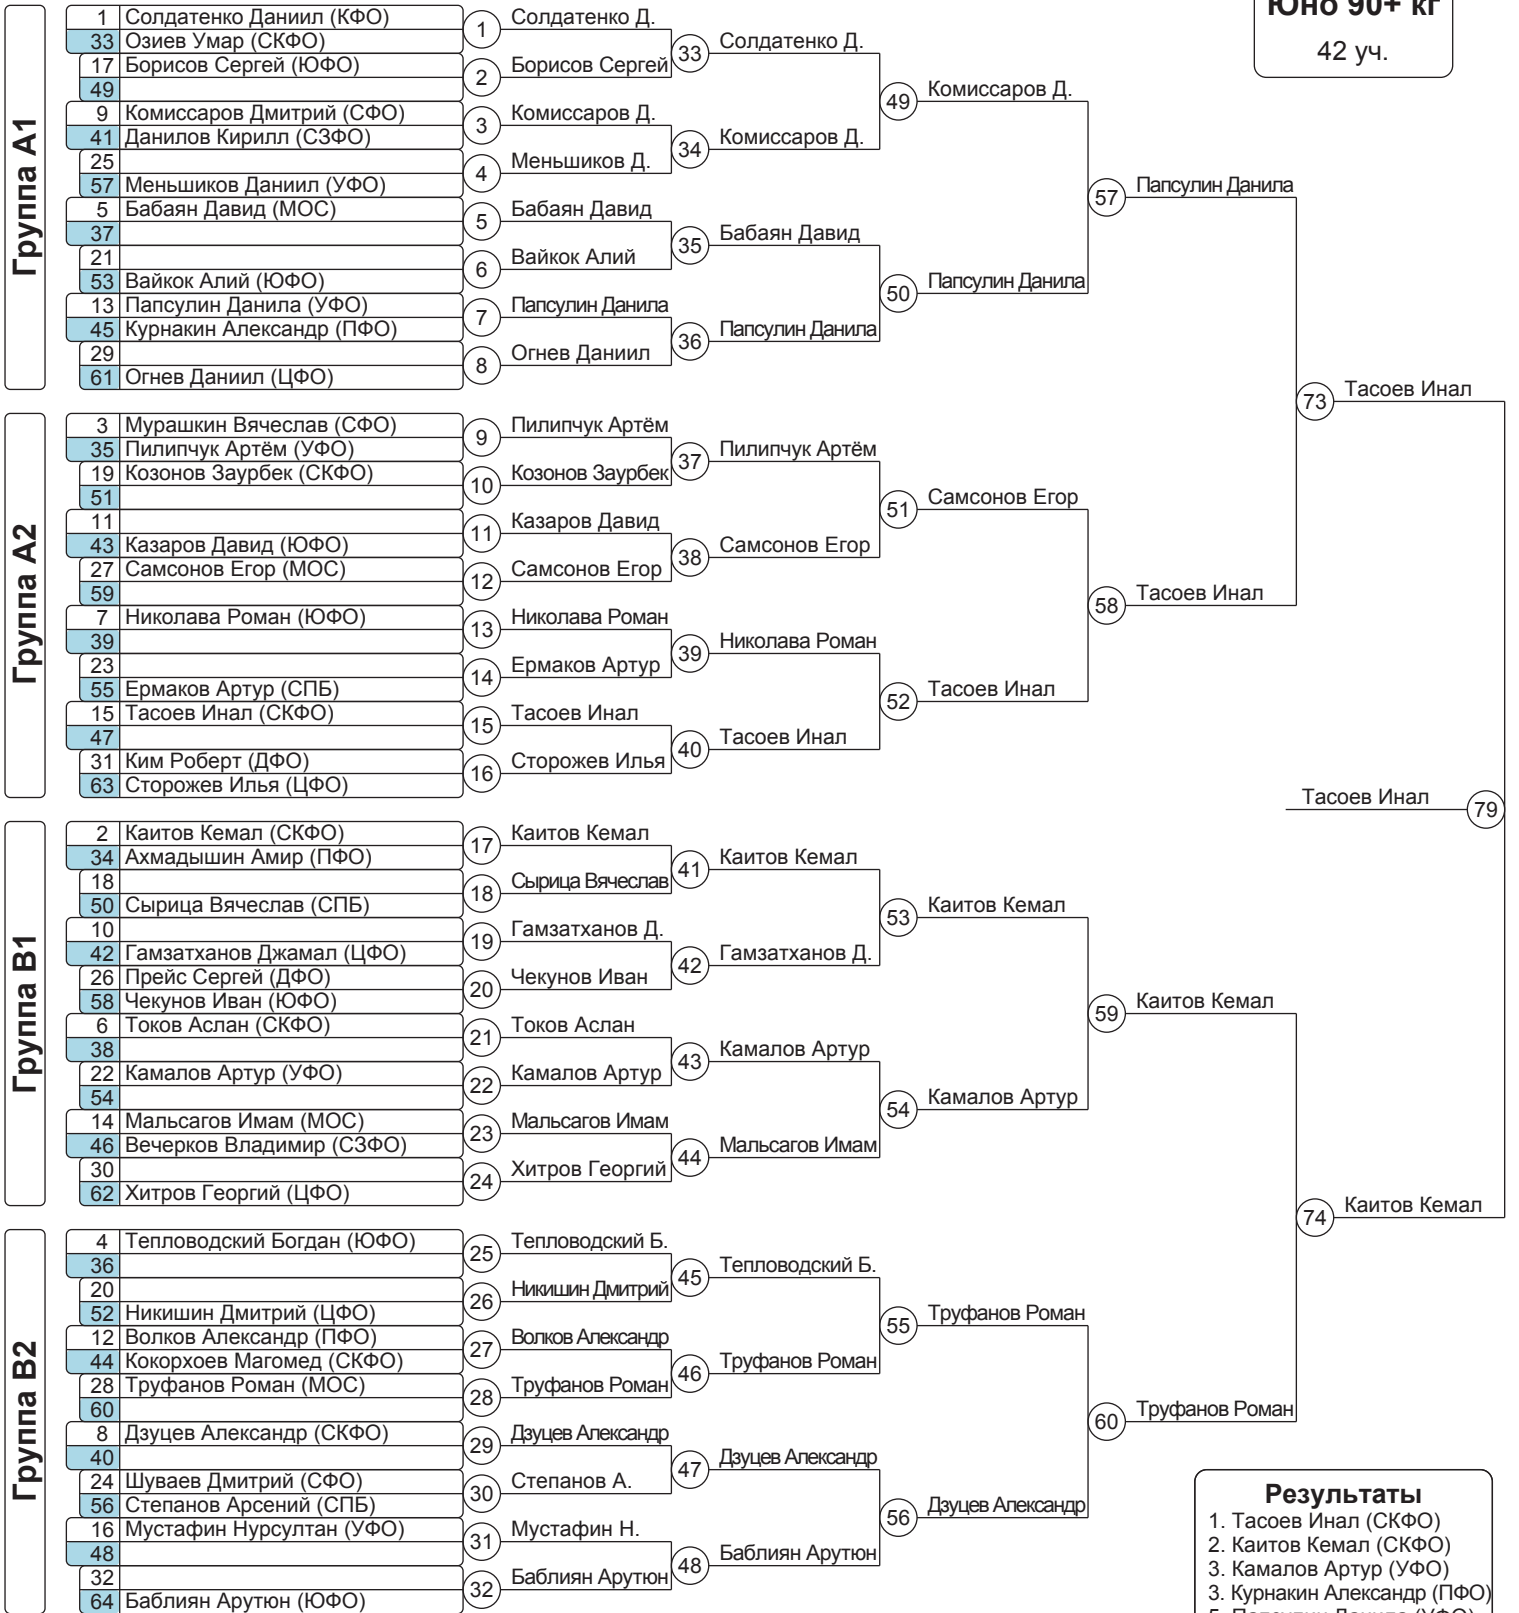 Юно 90+ кг
42 уч.
Группа A1
1 Солдатенко Даниил (КФО)
33 Озиев Умар (СКФО)
17 Борисов Сергей (ЮФО)
49
9 Комиссаров Дмитрий (СФО)
41 Данилов Кирилл (СЗФО)
25
57 Меньшиков Даниил (УФО)
5 Бабаян Давид (МОС)
37
21
53 Вайкок Алий (ЮФО)
13 Папсулин Данила (УФО)
45 Курнакин Александр (ПФО)
29
61 Огнев Даниил (ЦФО)
Группа A2
3 Мурашкин Вячеслав (СФО)
35 Пилипчук Артём (УФО)
19 Козонов Заурбек (СКФО)
51
11
43 Казаров Давид (ЮФО)
27 Самсонов Егор (МОС)
59
7 Николава Роман (ЮФО)
39
23
55 Ермаков Артур (СПБ)
15 Тасоев Инал (СКФО)
47
31 Ким Роберт (ДФО)
63 Сторожев Илья (ЦФО)
Группа B1
2 Каитов Кемал (СКФО)
34 Ахмадышин Амир (ПФО)
18
50 Сырица Вячеслав (СПБ)
10
42 Гамзатханов Джамал (ЦФО)
26 Прейс Сергей (ДФО)
58 Чекунов Иван (ЮФО)
6 Токов Аслан (СКФО)
38
22 Камалов Артур (УФО)
54
14 Мальсагов Имам (МОС)
46 Вечерков Владимир (СЗФО)
30
62 Хитров Георгий (ЦФО)
Группа B2
4 Тепловодский Богдан (ЮФО)
36
20
52 Никишин Дмитрий (ЦФО)
12 Волков Александр (ПФО)
44 Кокорхоев Магомед (СКФО)
28 Труфанов Роман (МОС)
60
8 Дзуцев Александр (СКФО)
40
24 Шуваев Дмитрий (СФО)
56 Степанов Арсений (СПБ)
16 Мустафин Нурсултан (УФО)
48
32
64 Баблиян Арутюн (ЮФО)
1 Солдатенко Д.
2 Борисов Сергей
3 Комиссаров Д.
4 Меньшиков Д.
5 Бабаян Давид
6 Вайкок Алий
7 Папсулин Данила
8 Огнев Даниил
9 Пилипчук Артём
10 Козонов Заурбек
11 Казаров Давид
12 Самсонов Егор
13 Николава Роман
14 Ермаков Артур
15 Тасоев Инал
16 Сторожев Илья
17 Каитов Кемал
18 Сырица Вячеслав
19 Гамзатханов Д.
20 Чекунов Иван
21 Токов Аслан
22 Камалов Артур
23 Мальсагов Имам
24 Хитров Георгий
25 Тепловодский Б.
26 Никишин Дмитрий
27 Волков Александр
28 Труфанов Роман
29 Дзуцев Александр
30 Степанов А.
31 Мустафин Н.
32 Баблиян Арутюн
33 Солдатенко Д.
34 Комиссаров Д.
35 Бабаян Давид
36 Папсулин Данила
37 Пилипчук Артём
38 Самсонов Егор
39 Николава Роман
40 Тасоев Инал
41 Каитов Кемал
42 Гамзатханов Д.
43 Камалов Артур
44 Мальсагов Имам
45 Тепловодский Б.
46 Труфанов Роман
47 Дзуцев Александр
48 Баблиян Арутюн
49 Комиссаров Д.
50 Папсулин Данила
51 Самсонов Егор
52 Тасоев Инал
53 Каитов Кемал
54 Камалов Артур
55 Труфанов Роман
56 Дзуцев Александр
57 Папсулин Данила
58 Тасоев Инал
59 Каитов Кемал
60 Труфанов Роман
73 Тасоев Инал
74 Каитов Кемал
Тасоев Инал 79
Результаты
1. Тасоев Инал (СКФО)
2. Каитов Кемал (СКФО)
3. Камалов Артур (УФО)
3. Курнакин Александр (ПФО)
5. Папсулин Данила (УФО)